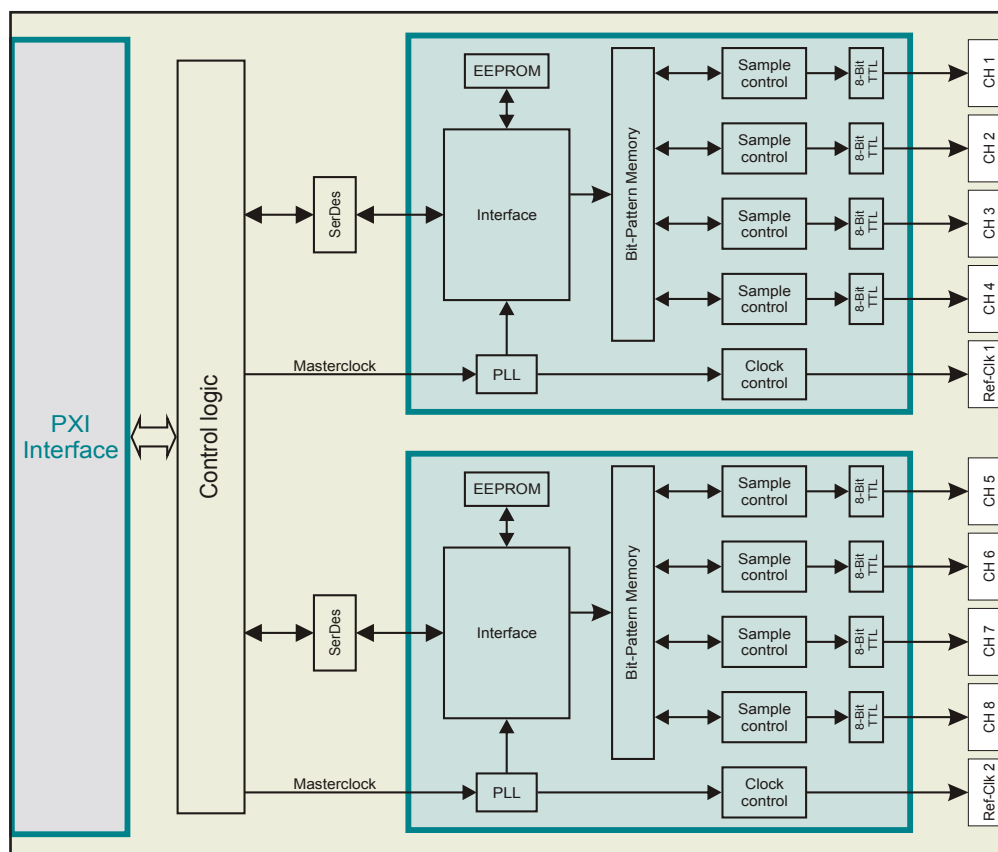 PXI
Interface
Control logic
SerDes
Masterclock
EEPROM
Interface
PLL
Bit-Pattern Memory
Sample
control
8-Bit
TTL
CH 1
Sample
control
8-Bit
TTL
CH 2
Sample
control
8-Bit
TTL
CH 3
Sample
control
8-Bit
TTL
CH 4
Clock
control
Ref-Clk 1
SerDes
Masterclock
EEPROM
Interface
PLL
Bit-Pattern Memory
Sample
control
8-Bit
TTL
CH 5
Sample
control
8-Bit
TTL
CH 6
Sample
control
8-Bit
TTL
CH 7
Sample
control
8-Bit
TTL
CH 8
Clock
control
Ref-Clk 2